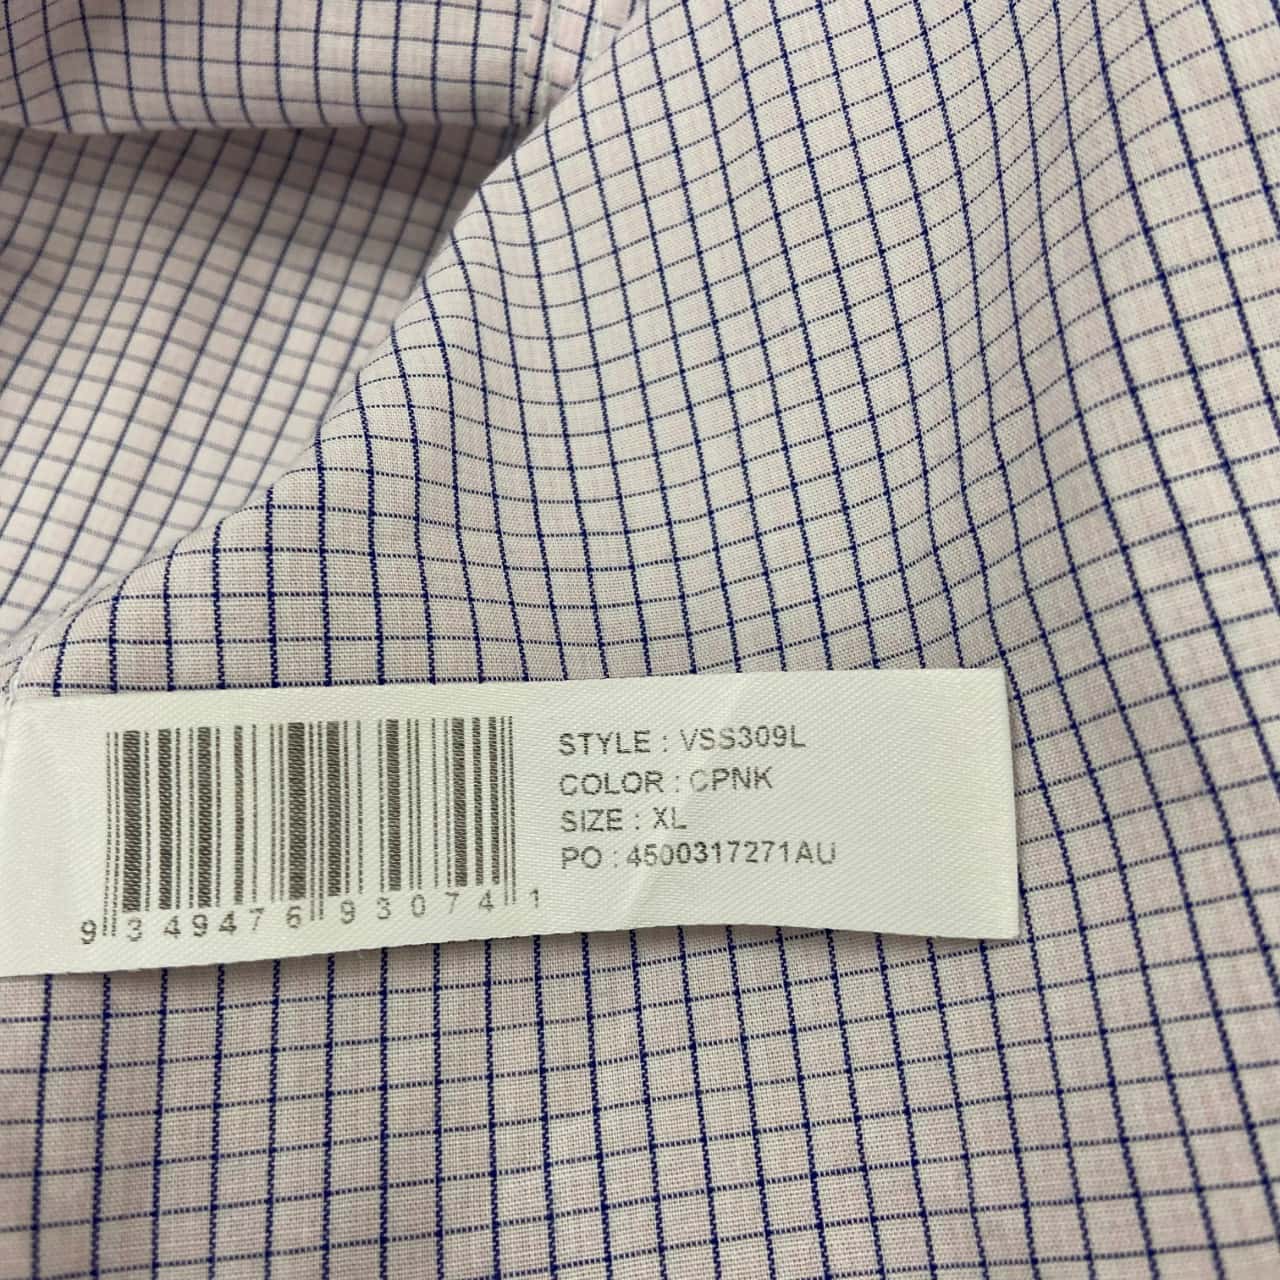 STYLE : VSS309L
COLOR : CPNK
SIZE : XL
PO : 4500317271AU
9 349476 930741